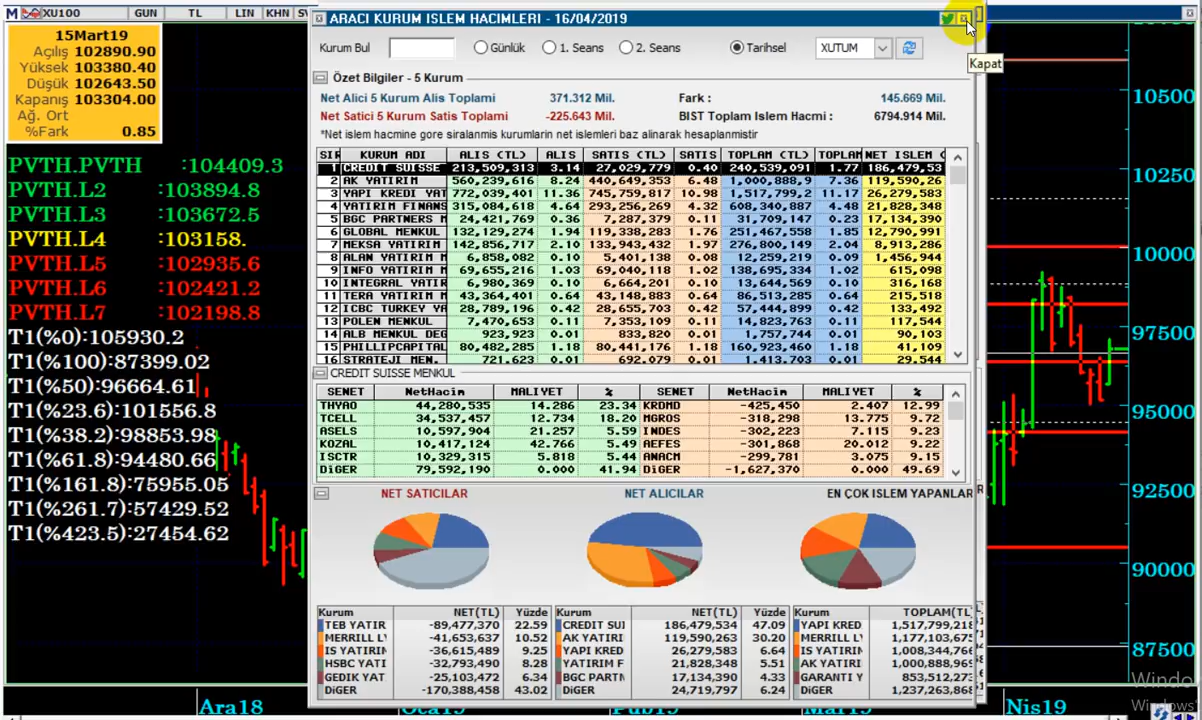 M XU100 GUN TL LIN KHN
ARACI KURUM ISLEM HACIMLERI - 16/04/2019
Kurum Bul Günlük 1. Seans 2. Seans Tarihsel XUTUM
Kapat
15Mart19
Açılış 102890.90
Yüksek 103380.40
Düşük 102643.50
Kapanış 103304.00
Ağ. Ort
%Fark 0.85
PVTH.PVTH :104409.3
PVTH.L2 :103894.8
PVTH.L3 :103672.5
PVTH.L4 :103158.
PVTH.L5 :102935.6
PVTH.L6 :102421.2
PVTH.L7 :102198.8
T1(%0):105930.2
T1(%100):87399.02
T1(%50):96664.61
T1(%23.6):101556.8
T1(%38.2):98853.98
T1(%61.8):94480.66
T1(%161.8):75955.05
T1(%261.7):57429.52
T1(%423.5):27454.62
Özet Bilgiler - 5 Kurum
Net Alici 5 Kurum Alis Toplami 371.312 Mil. Fark : 145.669 Mil.
Net Satici 5 Kurum Satis Toplami -225.643 Mil. BIST Toplam Islem Hacmi : 6794.914 Mil.
*Net islem hacmine gore siralanmis kurumlarin net islemleri baz alinarak hesaplanmistir
SIR KURUM ADI ALIS (TL) ALIS SATIS (TL) SATIS TOPLAM (TL) TOPLAM NET ISLEM (
1 CREDIT SUISSE 213,509,313 3.14 27,029,779 0.40 240,539,091 1.77 186,479,53
2 AK YATIRIM 560,239,616 8.24 440,649,353 6.48 1,000,888,9 7.36 119,590,26
3 YAPI KREDI YAT 772,039,401 11.36 745,759,817 10.98 1,517,799,2 11.17 26,279,583
4 YATIRIM FINANS 315,084,618 4.64 293,256,269 4.32 608,340,887 4.48 21,828,348
5 BGC PARTNERS M 24,421,769 0.36 7,287,379 0.11 31,709,147 0.23 17,134,390
6 GLOBAL MENKUL 132,129,274 1.94 119,338,283 1.76 251,467,558 1.85 12,790,991
7 MEKSA YATIRIM 142,856,717 2.10 133,943,432 1.97 276,800,149 2.04 8,913,286
8 ALAN YATIRIM M 6,858,082 0.10 5,401,138 0.08 12,259,219 0.09 1,456,944
9 INFO YATIRIM M 69,655,216 1.03 69,040,118 1.02 138,695,334 1.02 615,098
10 INTEGRAL YATIR 6,980,369 0.10 6,664,201 0.10 13,644,569 0.10 316,168
11 TERA YATIRIM M 43,364,401 0.64 43,148,883 0.64 86,513,285 0.64 215,518
12 ICBC TURKEY YA 28,789,196 0.42 28,655,703 0.42 57,444,899 0.42 133,492
13 POLEN MENKUL 7,470,653 0.11 7,353,109 0.11 14,823,763 0.11 117,544
14 ALB MENKUL DEG 923,923 0.01 833,820 0.01 1,757,744 0.01 90,103
15 PHILLIPCAPITAL 80,482,285 1.18 80,441,176 1.18 160,923,460 1.18 41,109
16 STRATEJI MEN. 721,623 0.01 692,079 0.01 1,413,703 0.01 29,544
CREDIT SUISSE MENKUL
SENET NetHacim MALIYET % SENET NetHacim MALIYET %
THYAO 44,280,535 14.286 23.34 KRDMD -425,450 2.407 12.99
TCELL 34,537,457 12.734 18.20 MGROS -318,298 13.775 9.72
ASELS 10,597,904 21.257 5.59 INDES -302,223 7.115 9.23
KOZAL 10,417,124 42.766 5.49 AEFES -301,868 20.012 9.22
ISCTR 10,329,315 5.818 5.44 ANACM -299,781 3.075 9.15
DiGER 79,592,190 0.000 41.94 DiGER -1,627,370 0.000 49.69
NET SATICILAR NET ALICILAR EN ÇOK ISLEM YAPANLAR
Kurum NET(TL) Yüzde Kurum NET(TL) Yüzde Kurum TOPLAM(TL
TEB YATIR -89,477,370 22.59 CREDIT SUI 186,479,534 47.09 YAPI KRED 1,517,799,218
MERRILL LY -41,653,637 10.52 AK YATIRI 119,590,263 30.20 MERRILL L 1,177,103,675
IS YATIRIN -36,615,489 9.25 YAPI KRED 26,279,583 6.64 IS YATIRIN 1,008,344,766
HSBC YATI -32,793,490 8.28 YATIRIM F 21,828,348 5.51 AK YATIRI 1,000,888,969
GEDIK YAT -25,103,472 6.34 BGC PARTN 17,134,390 4.33 GARANTI Y 853,512,273
DiGER -170,388,458 43.02 DiGER 24,719,797 6.24 DiGER 1,237,263,868
10500
10250
10000
97500
95000
92500
90000
87500
Windo
Windows
Ara18 Nis19